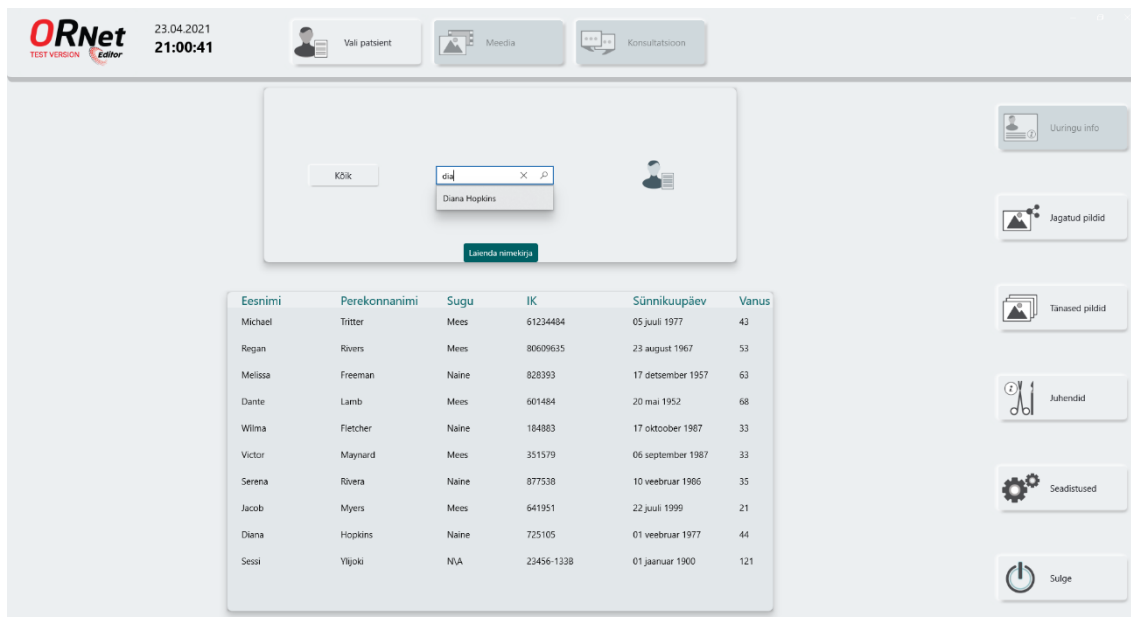 ORNet
TEST VERSION Editor
23.04.2021
21:00:41
Vali patsient
Meedia
Konsultatsioon
Kõik
dia
Diana Hopkins
Laienda nimekirja
Eesnimi Perekonnanimi Sugu IK Sünnikuupäev Vanus
Michael Tritter Mees 61234484 05 juuli 1977 43
Regan Rivers Mees 80609635 23 august 1967 53
Melissa Freeman Naine 828393 17 detsember 1957 63
Dante Lamb Mees 601484 20 mai 1952 68
Wilma Fletcher Naine 184883 17 oktoober 1987 33
Victor Maynard Mees 351579 06 september 1987 33
Serena Rivera Naine 877538 10 veebruar 1986 35
Jacob Myers Mees 641951 22 juuli 1999 21
Diana Hopkins Naine 725105 01 veebruar 1977 44
Sessi Ylijoki N\A 23456-133B 01 jaanuar 1900 121
Uuringu info
Jagatud pildid
Tänased pildid
Juhendid
Seadistused
Sulge